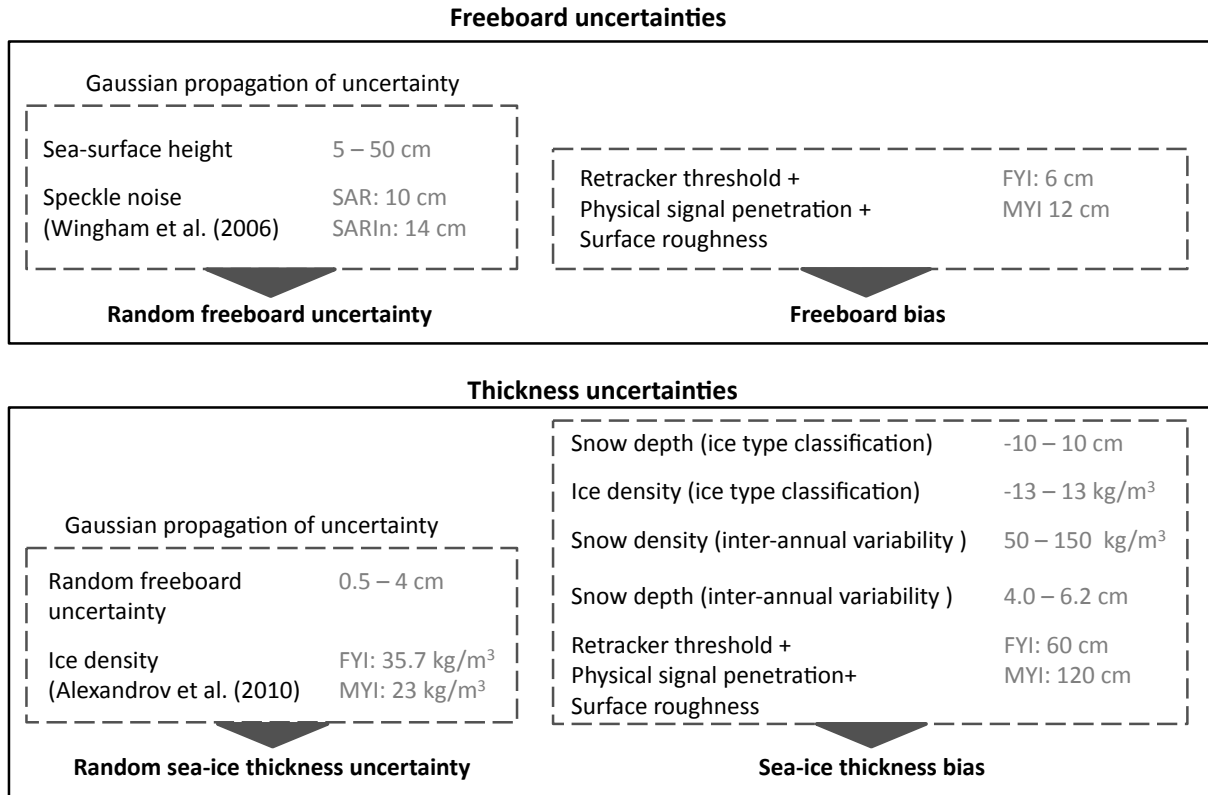 Freeboard uncertainties
Gaussian propagation of uncertainty
Sea-surface height 5 – 50 cm
Speckle noise SAR: 10 cm
(Wingham et al. (2006) SARIn: 14 cm
Random freeboard uncertainty
Retracker threshold + FYI: 6 cm
Physical signal penetration + MYI 12 cm
Surface roughness
Freeboard bias
Thickness uncertainties
Gaussian propagation of uncertainty
Random freeboard 0.5 – 4 cm
uncertainty
Ice density FYI: 35.7 kg/m³
(Alexandrov et al. (2010) MYI: 23 kg/m³
Random sea-ice thickness uncertainty
Snow depth (ice type classification) -10 – 10 cm
Ice density (ice type classification) -13 – 13 kg/m³
Snow density (inter-annual variability ) 50 – 150 kg/m³
Snow depth (inter-annual variability ) 4.0 – 6.2 cm
Retracker threshold + FYI: 60 cm
Physical signal penetration+ MYI: 120 cm
Surface roughness
Sea-ice thickness bias